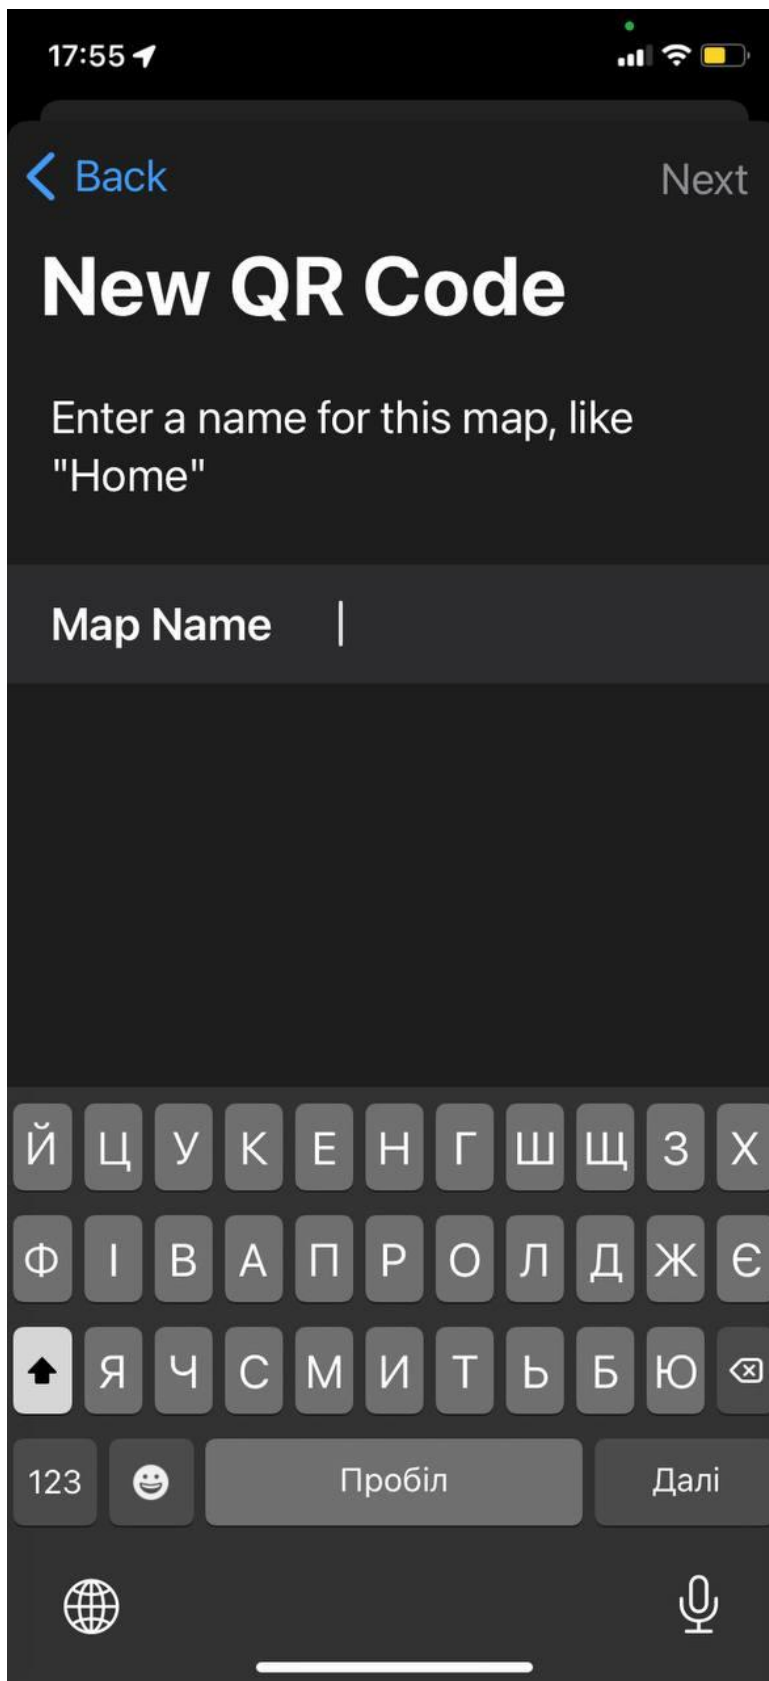 17:55
Back
Next
New QR Code
Enter a name for this map, like
"Home"
Map Name
Й Ц У К Е Н Г Ш Щ З Х
Ф І В А П Р О Л Д Ж Є
Я Ч С М И Т Ь Б Ю
123 Пробіл Далі